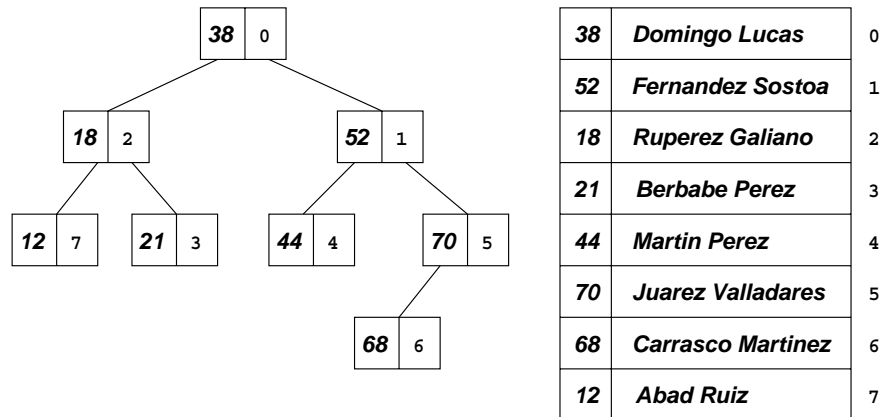 38 0
18 2
52 1
12 7
21 3
44 4
70 5
68 6
38 Domingo Lucas 0
52 Fernandez Sostoa 1
18 Ruperez Galiano 2
21 Berbabe Perez 3
44 Martin Perez 4
70 Juarez Valladares 5
68 Carrasco Martinez 6
12 Abad Ruiz 7